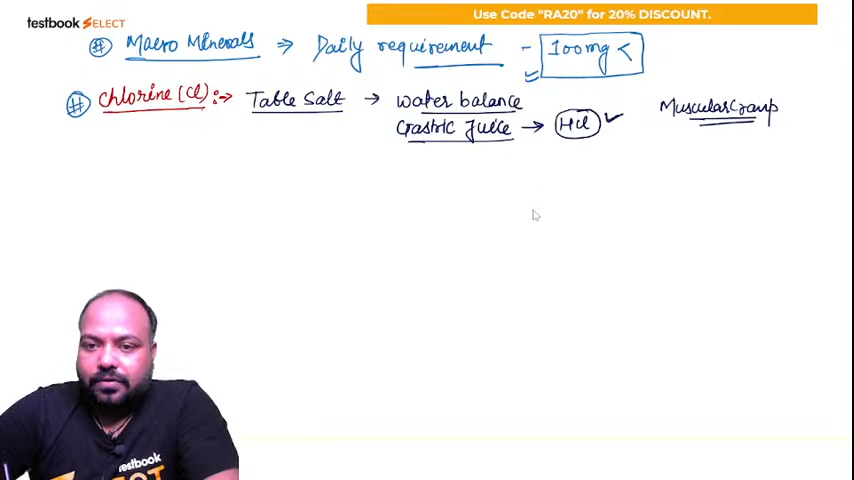 testbook SELECT
Use Code "RA20" for 20% DISCOUNT.
# Macro Minerals ⇒ Daily requirement - 100mg <
# Chlorine (Cl) :→ Table Salt → water balance
Gastric Juice → HCl ✓
Muscular Cramp
testbook